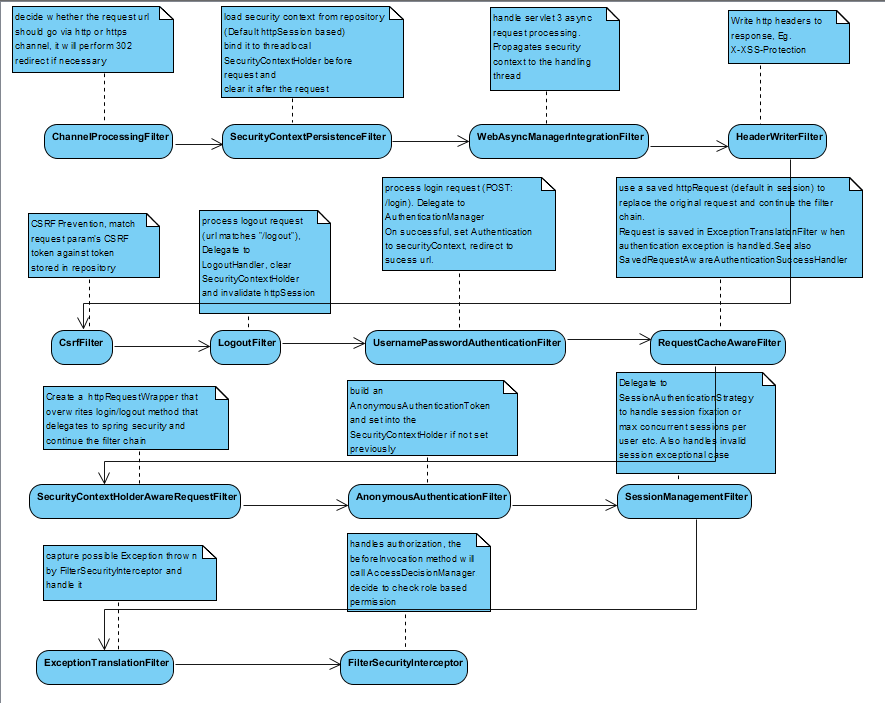 decide whether the request url
should go via http or https
channel, it will perform 302
redirect if necessary
load security context from repository
(Default httpSession based)
bind it to threadlocal
SecurityContextHolder before
request and
clear it after the request
handle servlet 3 async
request processing.
Propagates security
context to the handling
thread
Write http headers to
response, Eg.
X-XSS-Protection
ChannelProcessingFilter
SecurityContextPersistenceFilter
WebAsyncManagerIntegrationFilter
HeaderWriterFilter
CSRF Prevention, match
request param's CSRF
token against token
stored in repository
process logout request
(url matches "/logout"),
Delegate to
LogoutHandler, clear
SecurityContextHolder
and invalidate httpSession
process login request (POST:
/login). Delegate to
AuthenticationManager
On successful, set Authentication
to securityContext, redirect to
sucess url.
use a saved httpRequest (default in session) to
replace the original request and continue the filter
chain.
Request is saved in ExceptionTranslationFilter when
authentication exception is handled.See also
SavedRequestAwareAuthenticationSuccessHandler
CsrfFilter
LogoutFilter
UsernamePasswordAuthenticationFilter
RequestCacheAwareFilter
Create a httpRequestWrapper that
overwrites login/logout method that
delegates to spring security and
continue the filter chain
build an
AnonymousAuthenticationToken
and set into the
SecurityContextHolder if not set
previously
Delegate to
SessionAuthenticationStrategy
to handle session fixation or
max concurrent sessions per
user etc. Also handles invalid
session exceptional case
SecurityContextHolderAwareRequestFilter
AnonymousAuthenticationFilter
SessionManagementFilter
capture possible Exception thrown
by FilterSecurityInterceptor and
handle it
handles authorization, the
beforeInvocation method will
call AccessDecisionManager
decide to check role based
permission
ExceptionTranslationFilter
FilterSecurityInterceptor